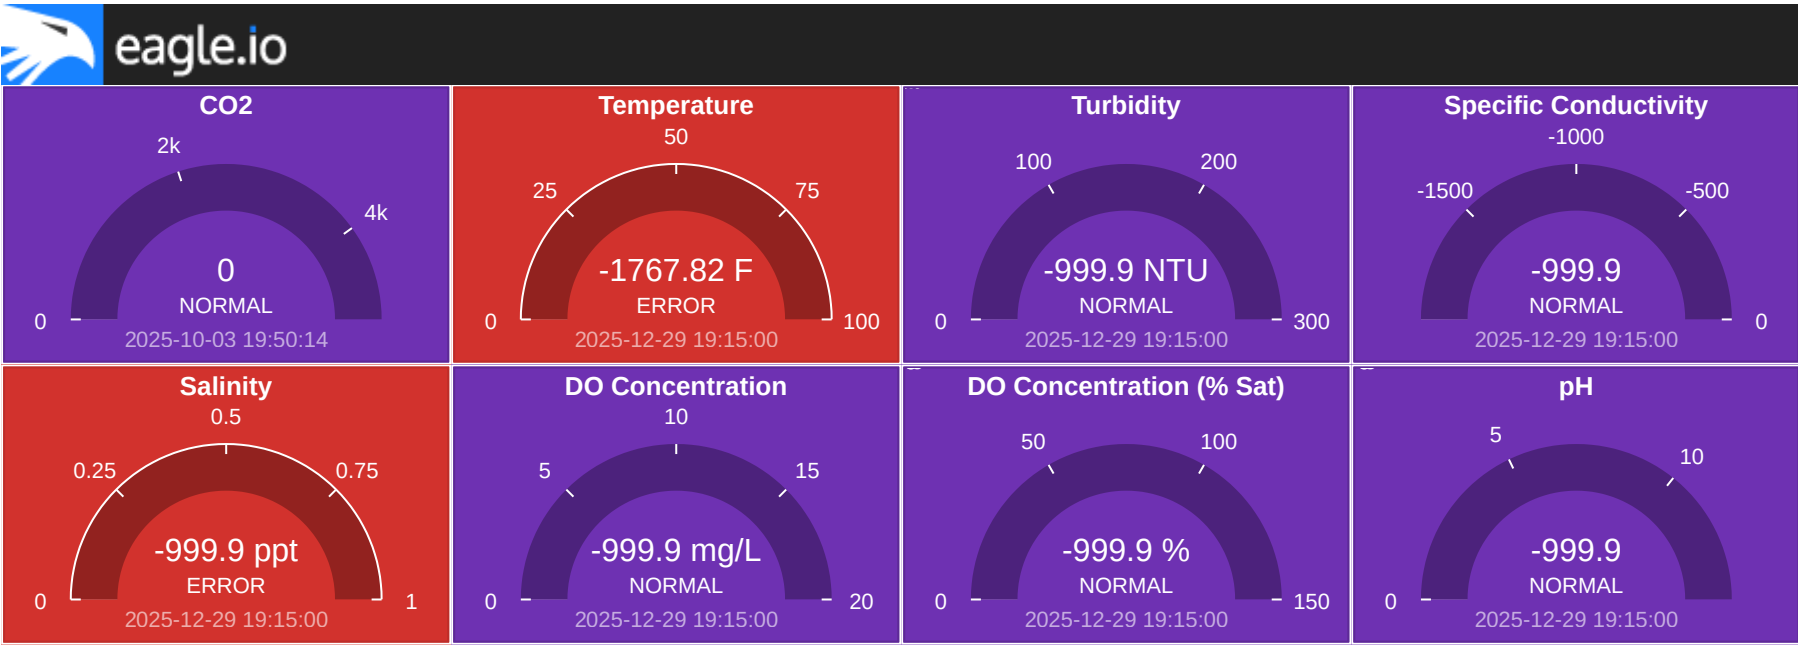 eagle.io
CO2
2k
4k
0
NORMAL
0
2025-10-03 19:50:14
Temperature
50
25
75
-1767.82 F
ERROR
0
100
2025-12-29 19:15:00
Turbidity
100
200
-999.9 NTU
NORMAL
0
300
2025-12-29 19:15:00
Specific Conductivity
-1000
-1500
-500
-999.9
NORMAL
0
2025-12-29 19:15:00
Salinity
0.5
0.25
0.75
-999.9 ppt
ERROR
0
1
2025-12-29 19:15:00
DO Concentration
10
5
15
-999.9 mg/L
NORMAL
0
20
2025-12-29 19:15:00
DO Concentration (% Sat)
50
100
-999.9 %
NORMAL
0
150
2025-12-29 19:15:00
pH
5
10
-999.9
NORMAL
0
2025-12-29 19:15:00